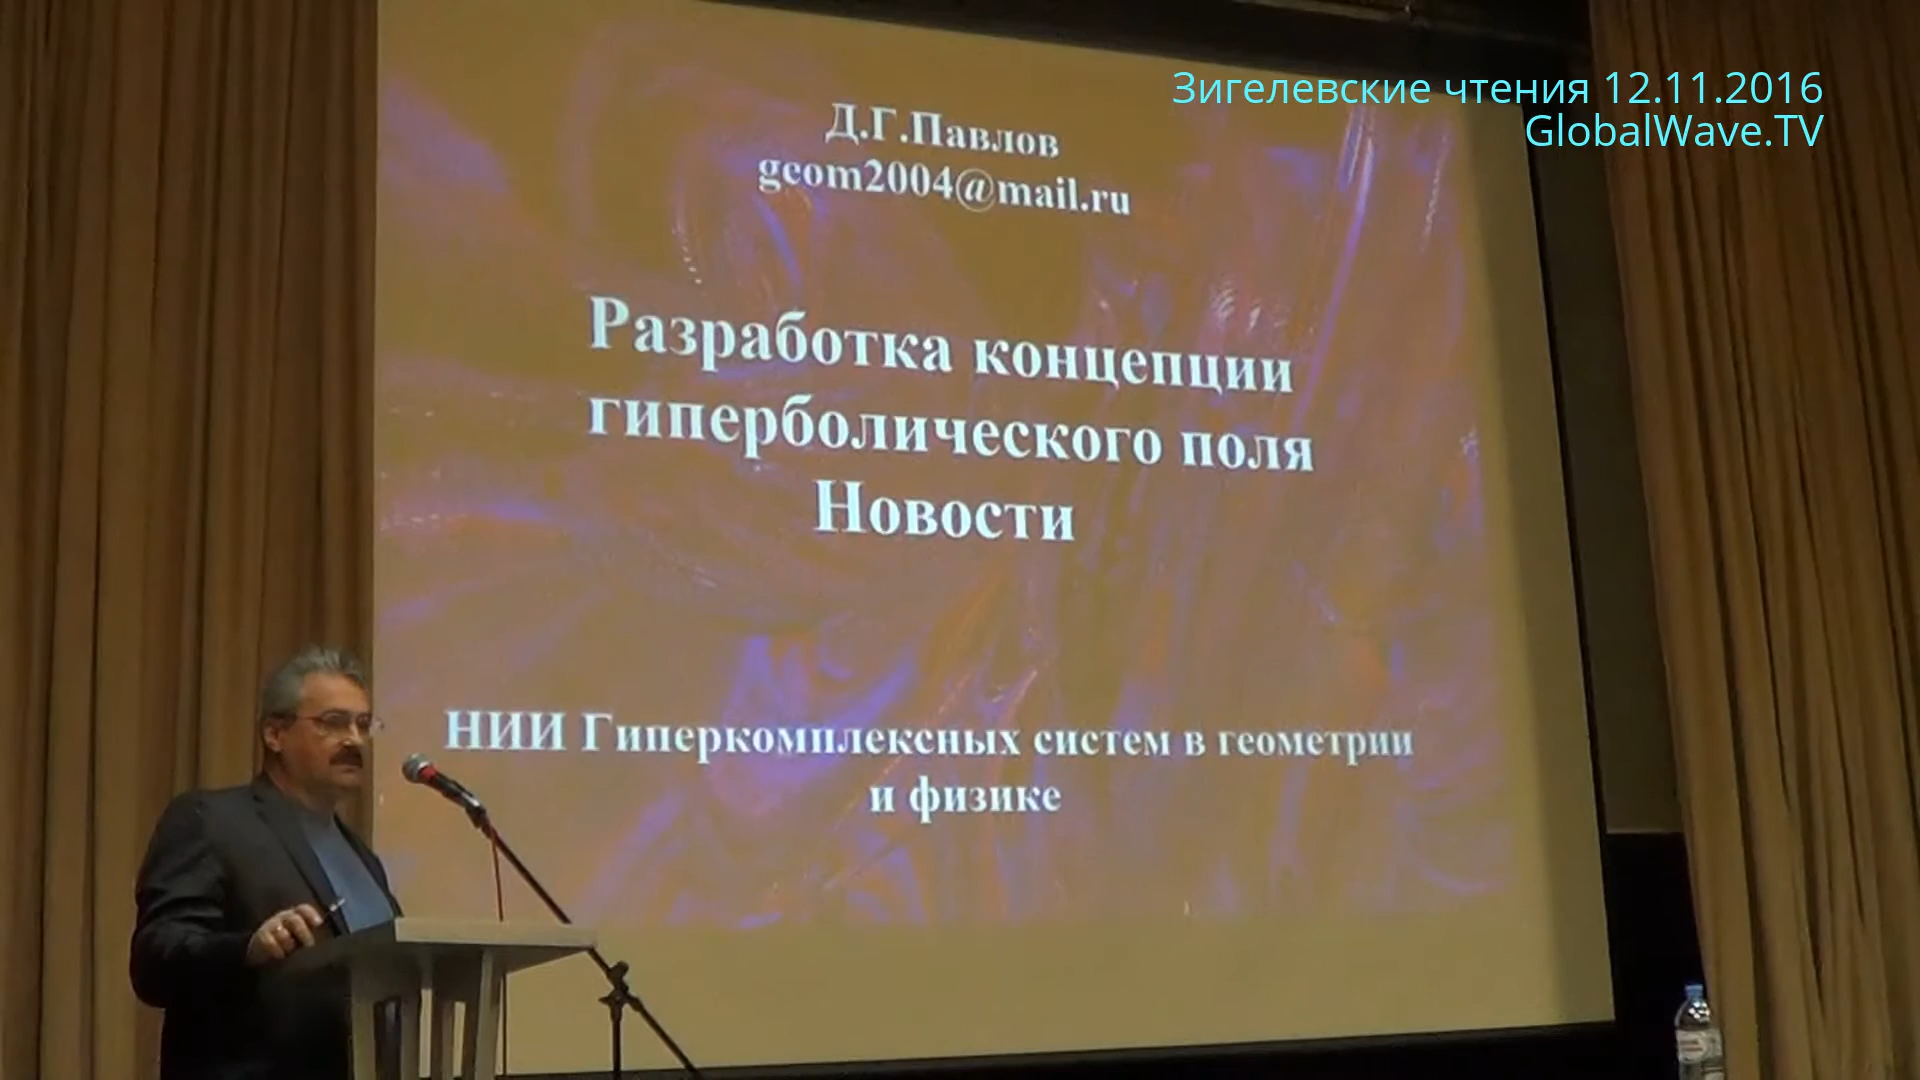 Зигелевские чтения 12.11.2016
GlobalWave.TV
Д.Г.Павлов
geom2004@mail.ru
Разработка концепции
гиперболического поля
Новости
НИИ Гиперкомплексных систем в геометрии
и физике